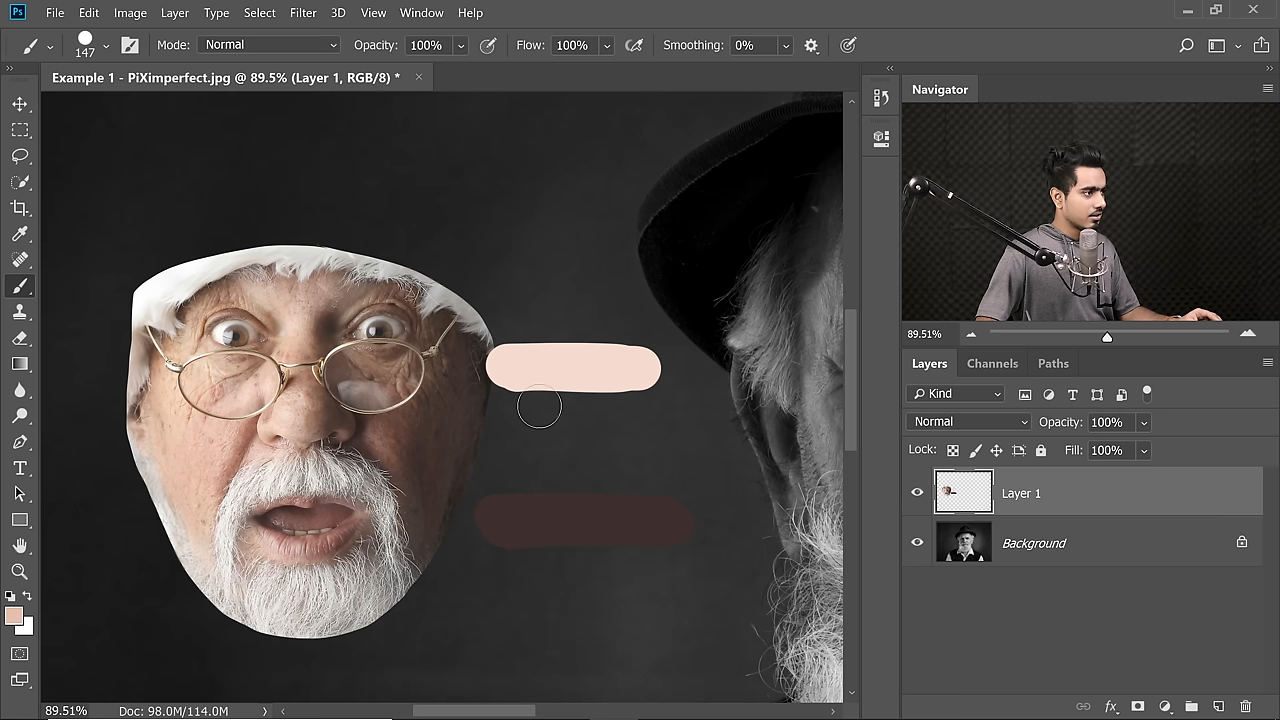 Ps File Edit Image Layer Type Select Filter 3D View Window Help
147 Mode: Normal Opacity: 100% Flow: 100% Smoothing: 0%
Example 1 - PiXimperfect.jpg @ 89.5% (Layer 1, RGB/8) *
Navigator
89.51%
Layers Channels Paths
Kind
Normal Opacity: 100%
Lock: Fill: 100%
Layer 1
Background
89.51% Doc: 98.0M/114.0M